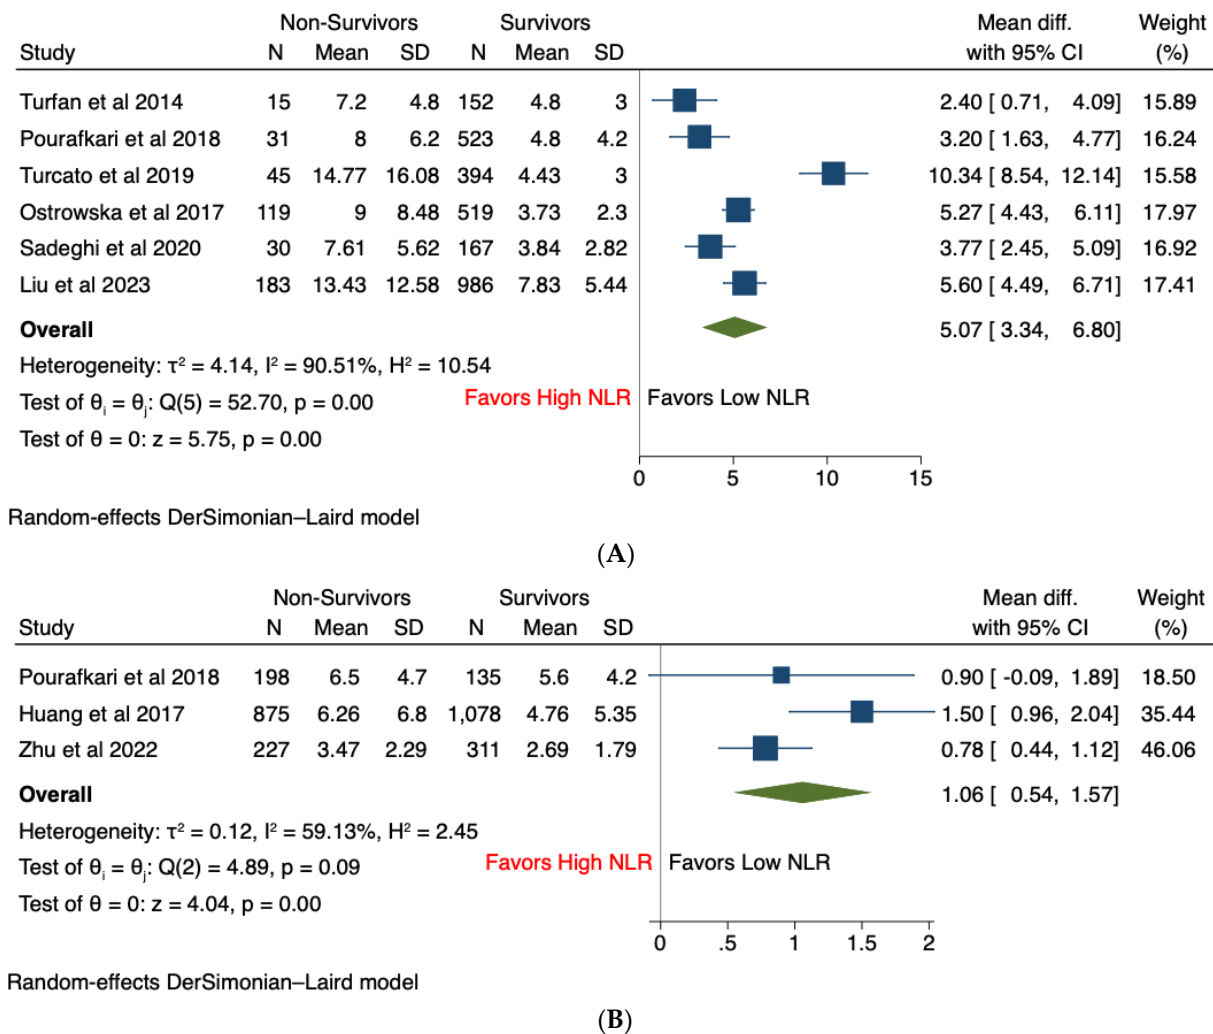 Non-Survivors Survivors Mean diff. Weight
Study N Mean SD N Mean SD with 95% CI (%)
Turfan et al 2014 15 7.2 4.8 152 4.8 3 2.40 [ 0.71, 4.09] 15.89
Pourafkari et al 2018 31 8 6.2 523 4.8 4.2 3.20 [ 1.63, 4.77] 16.24
Turcato et al 2019 45 14.77 16.08 394 4.43 3 10.34 [ 8.54, 12.14] 15.58
Ostrowska et al 2017 119 9 8.48 519 3.73 2.3 5.27 [ 4.43, 6.11] 17.97
Sadeghi et al 2020 30 7.61 5.62 167 3.84 2.82 3.77 [ 2.45, 5.09] 16.92
Liu et al 2023 183 13.43 12.58 986 7.83 5.44 5.60 [ 4.49, 6.71] 17.41
Overall 5.07 [ 3.34, 6.80]
Heterogeneity: τ² = 4.14, I² = 90.51%, H² = 10.54
Test of θᵢ = θⱼ: Q(5) = 52.70, p = 0.00 Favors High NLR Favors Low NLR
Test of θ = 0: z = 5.75, p = 0.00
0 5 10 15
Random-effects DerSimonian–Laird model
(A)
Non-Survivors Survivors Mean diff. Weight
Study N Mean SD N Mean SD with 95% CI (%)
Pourafkari et al 2018 198 6.5 4.7 135 5.6 4.2 0.90 [ -0.09, 1.89] 18.50
Huang et al 2017 875 6.26 6.8 1,078 4.76 5.35 1.50 [ 0.96, 2.04] 35.44
Zhu et al 2022 227 3.47 2.29 311 2.69 1.79 0.78 [ 0.44, 1.12] 46.06
Overall 1.06 [ 0.54, 1.57]
Heterogeneity: τ² = 0.12, I² = 59.13%, H² = 2.45
Test of θᵢ = θⱼ: Q(2) = 4.89, p = 0.09 Favors High NLR Favors Low NLR
Test of θ = 0: z = 4.04, p = 0.00
0 .5 1 1.5 2
Random-effects DerSimonian–Laird model
(B)